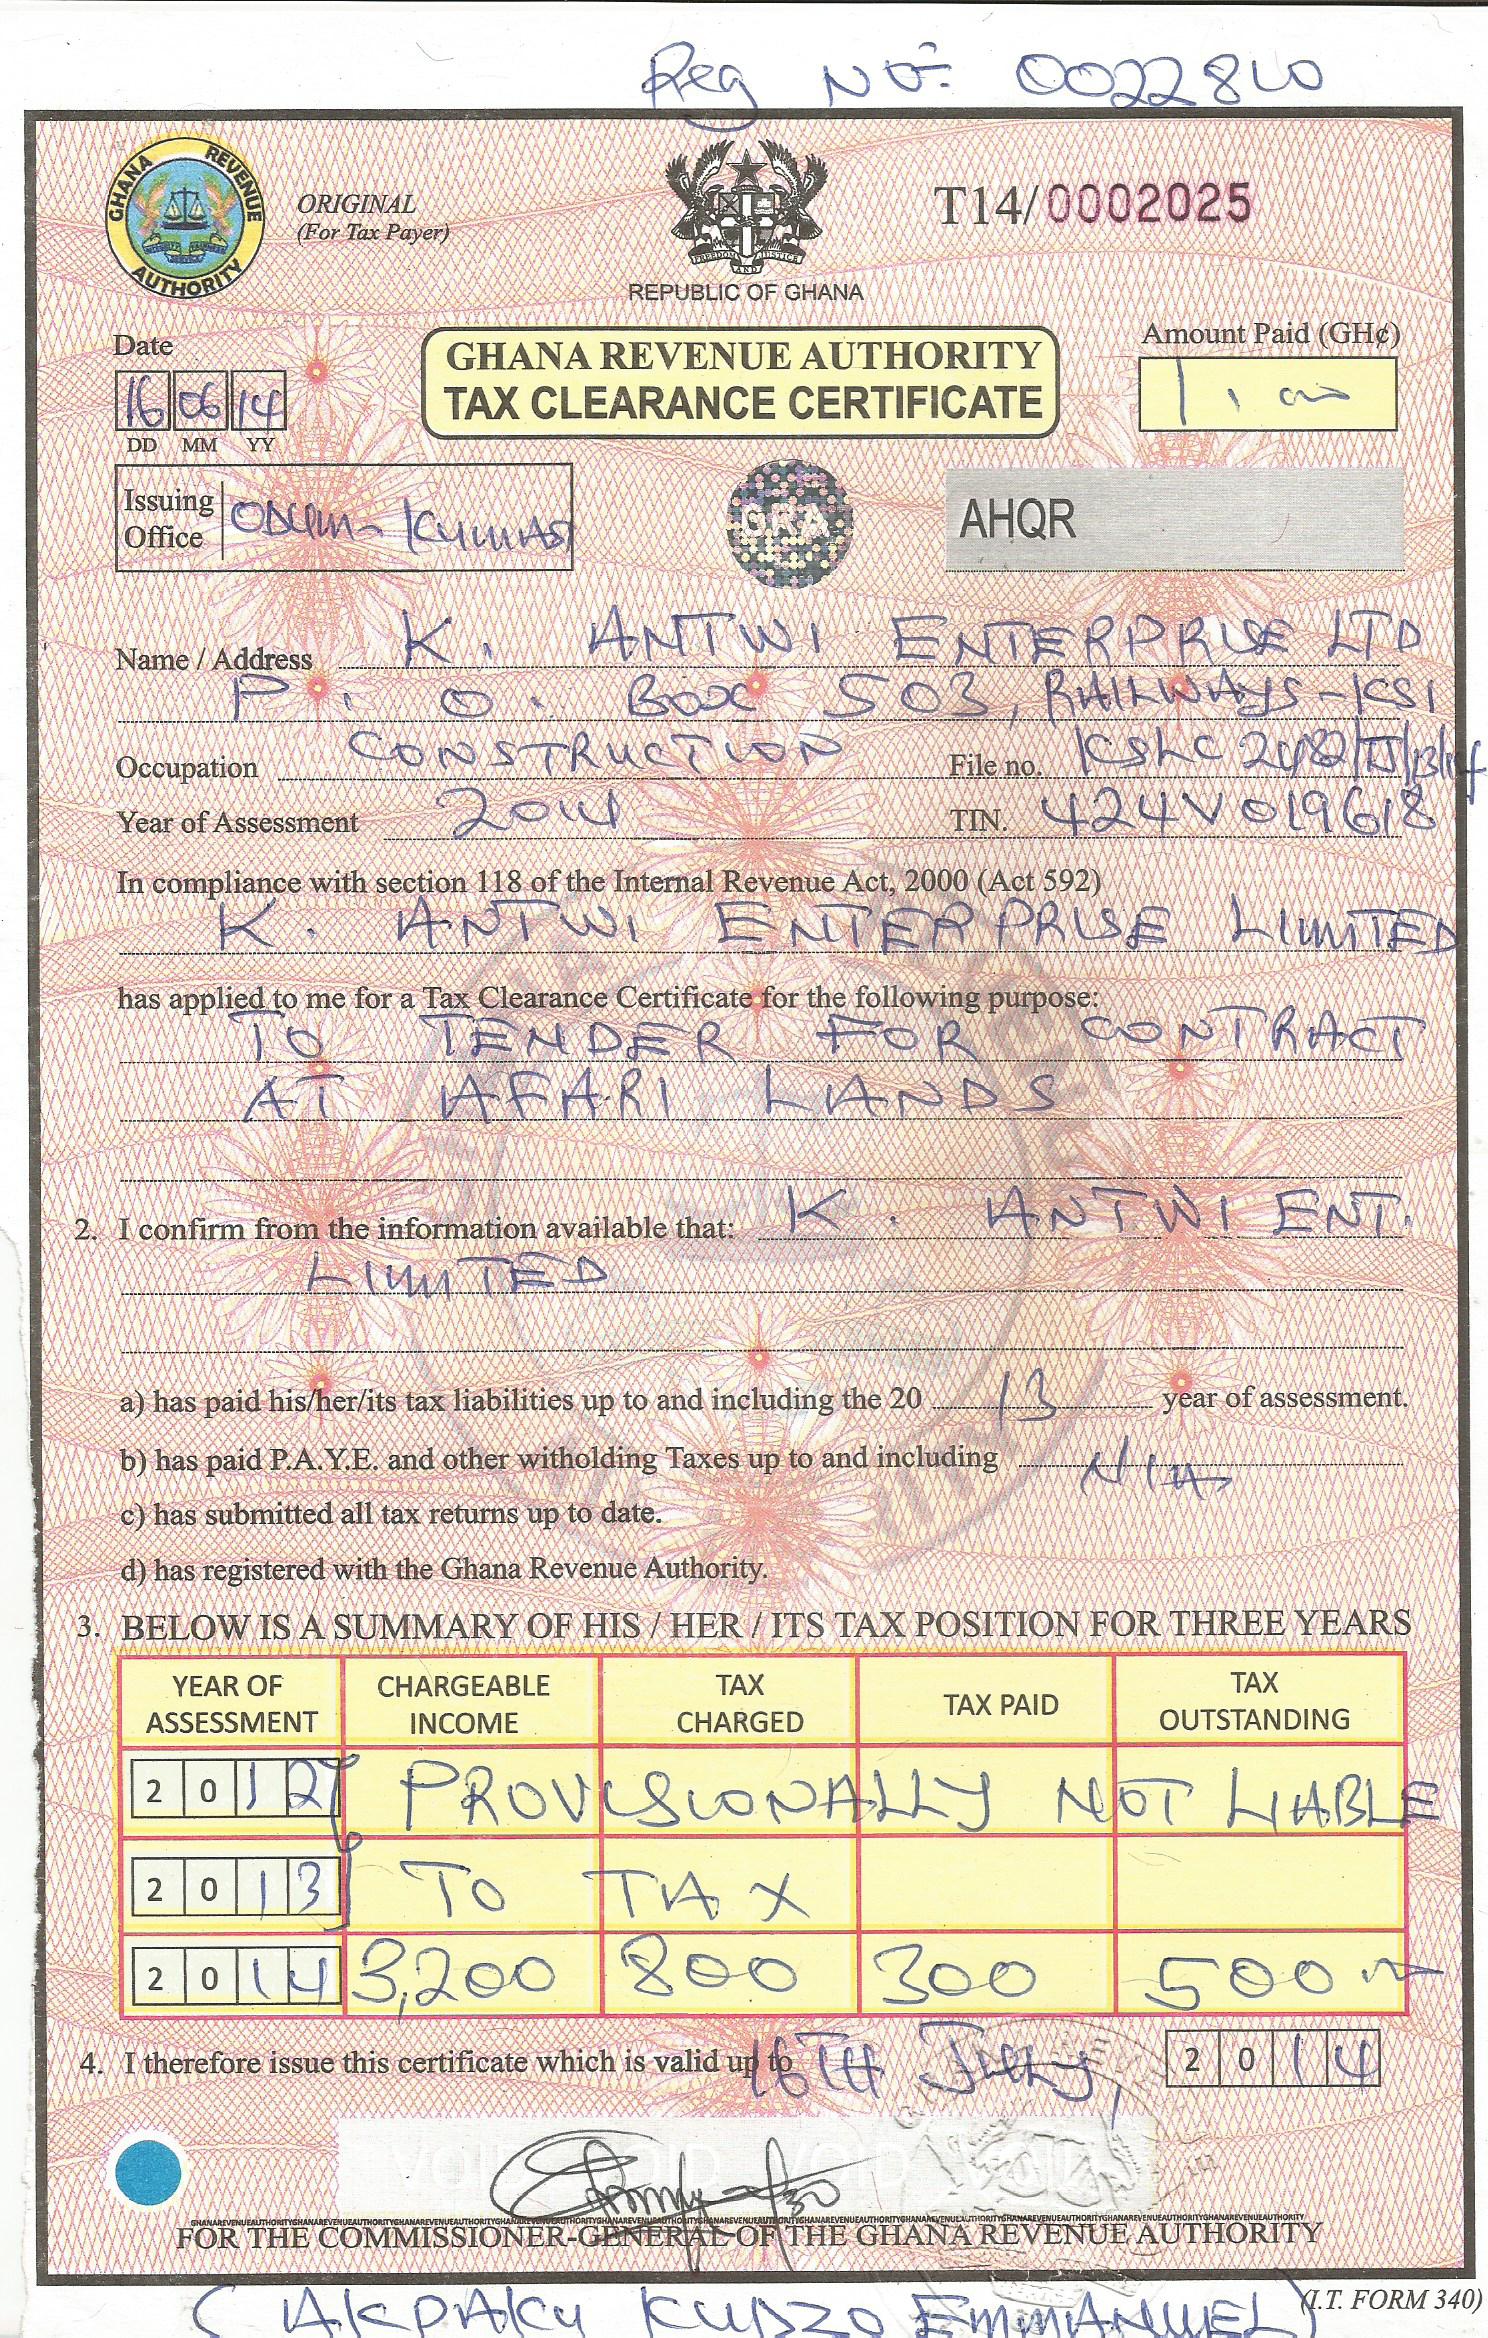 Reg No:
GHANA REVENUE AUTHORITY
ORIGINAL
(For Tax Payer)
FREEDOM AND JUSTICE
REPUBLIC OF GHANA
T14/0002025
Date
16 06 14
DD MM YY
GHANA REVENUE AUTHORITY
TAX CLEARANCE CERTIFICATE
Amount Paid (GH¢)
Issuing Office
GRA
AHQR
Name / Address K. ANTWI ENTERPRISE LTD
P. O. BOX 503, RAILWAYS-KSI
Occupation CONSTRUCTION File no.
Year of Assessment 2014 TIN. 424V019618
In compliance with section 118 of the Internal Revenue Act, 2000 (Act 592)
K. ANTWI ENTERPRISE LIMITED
has applied to me for a Tax Clearance Certificate for the following purpose:
TO TENDER FOR CONTRACT
AT AFARI LANDS
2. I confirm from the information available that: K. ANTWI ENT.
LIMITED
a) has paid his/her/its tax liabilities up to and including the 20 13 year of assessment.
b) has paid P.A.Y.E. and other witholding Taxes up to and including N/A
c) has submitted all tax returns up to date.
d) has registered with the Ghana Revenue Authority.
3. BELOW IS A SUMMARY OF HIS / HER / ITS TAX POSITION FOR THREE YEARS
YEAR OF ASSESSMENT CHARGEABLE INCOME TAX CHARGED TAX PAID TAX OUTSTANDING
2012 PROVISIONALLY NOT LIABLE
2013 TO TAX
2014 3,200 800 300 500
4. I therefore issue this certificate which is valid up to 16TH JULY, 2014
VOID VOID VOID VOID
FOR THE COMMISSIONER-GENERAL OF THE GHANA REVENUE AUTHORITY
(I.T. FORM 340)
(AKPAKU KUDZO EMMANUEL)